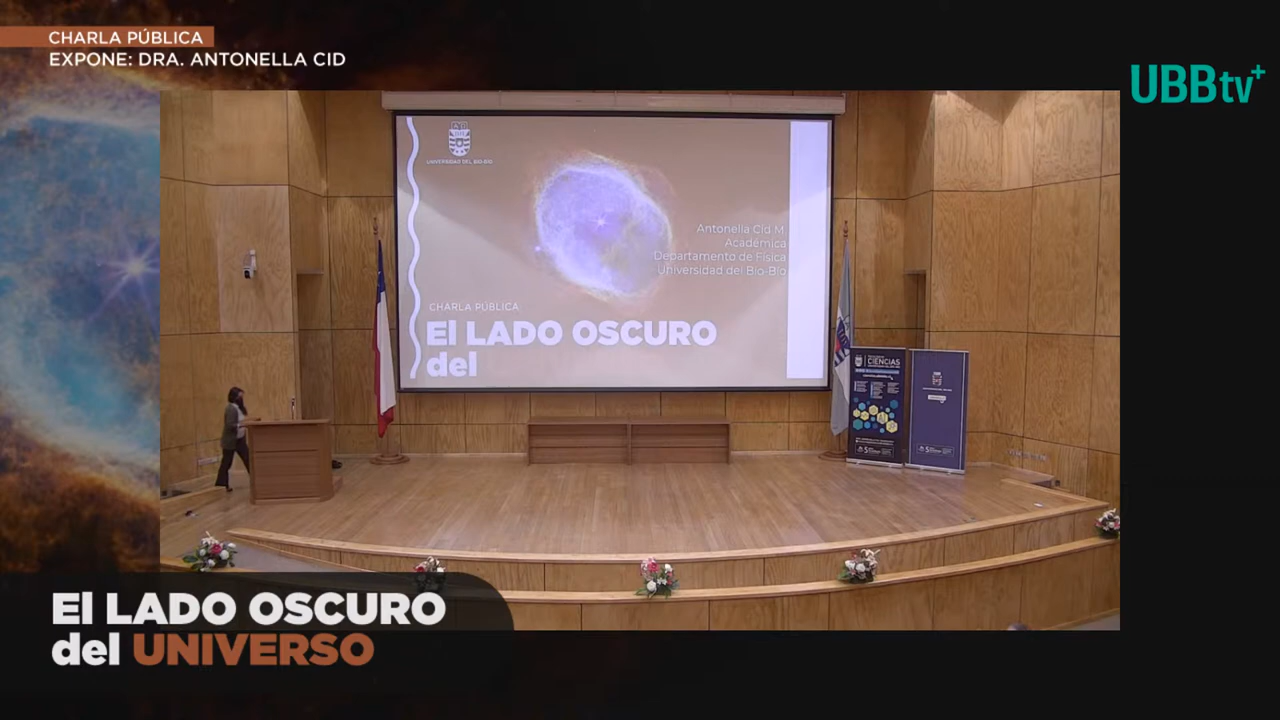 CHARLA PÚBLICA
EXPONE: DRA. ANTONELLA CID
UBBtv+
UNIVERSIDAD DEL BÍO-BÍO
Antonella Cid M.
Académica
Departamento de Física
Universidad del Bío-Bío
CHARLA PÚBLICA:
El LADO OSCURO
del
CIENCIAS
El LADO OSCURO
del UNIVERSO